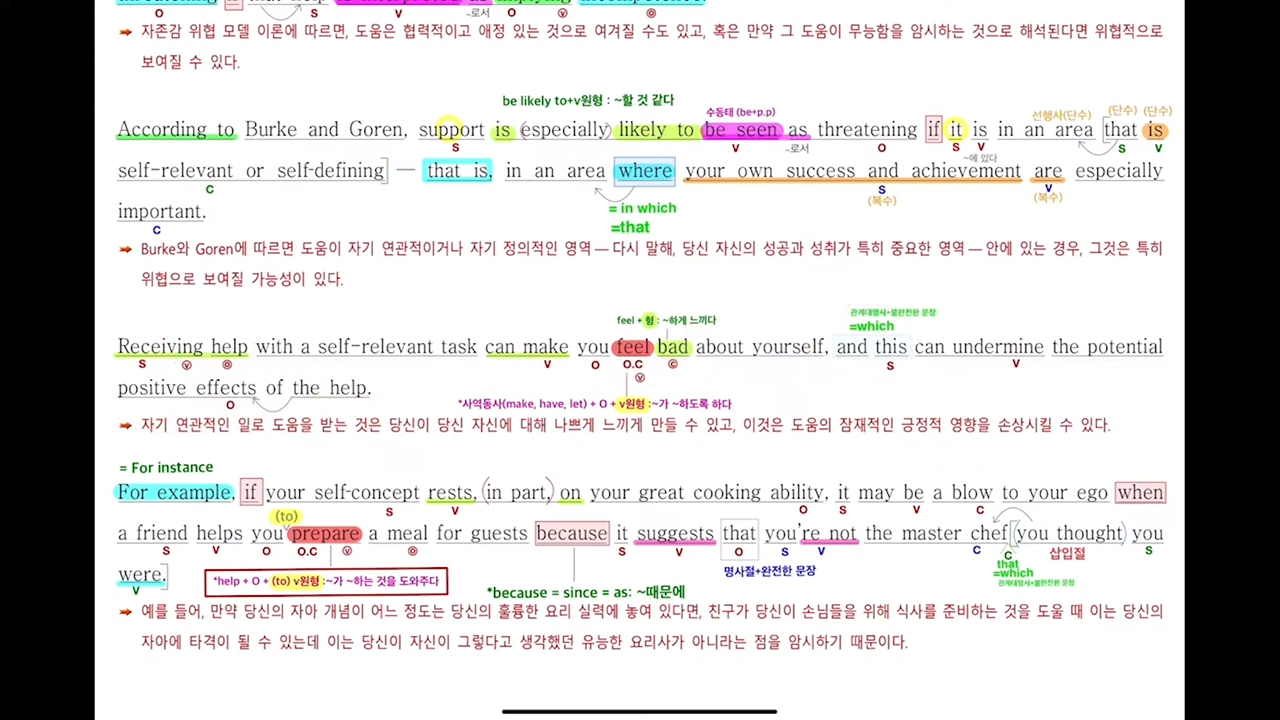 threatening if that help is interpreted as implying incompetence.
O S V ~로서 O ⓥ ⓞ
➡ 자존감 위협 모델 이론에 따르면, 도움은 협력적이고 애정 있는 것으로 여겨질 수도 있고, 혹은 만약 그 도움이 무능함을 암시하는 것으로 해석된다면 위협적으로
보여질 수 있다.
be likely to+v원형 : ~할 것 같다
수동태 (be+p.p)
선행사(단수) (단수) (단수)
According to Burke and Goren, support is (especially) likely to be seen as threatening if it is in an area [that is
S V ~로서 O S V ~에 있다 S V
self-relevant or self-defining] — that is, in an area where your own success and achievement are especially
C S V
(복수) (복수)
= in which
=that
important.
C
➡ Burke와 Goren에 따르면 도움이 자기 연관적이거나 자기 정의적인 영역 — 다시 말해, 당신 자신의 성공과 성취가 특히 중요한 영역 — 안에 있는 경우, 그것은 특히
위협으로 보여질 가능성이 있다.
feel + 형 : ~하게 느끼다
관계대명사+불완전한 문장
=which
Receiving help with a self-relevant task can make you feel bad about yourself, and this can undermine the potential
S ⓥ ⓞ V O O.C ⓒ S V
ⓥ
positive effects of the help.
O
*사역동사(make, have, let) + O + v원형 :~가 ~하도록 하다
➡ 자기 연관적인 일로 도움을 받는 것은 당신이 당신 자신에 대해 나쁘게 느끼게 만들 수 있고, 이것은 도움의 잠재적인 긍정적 영향을 손상시킬 수 있다.
= For instance
For example, if your self-concept rests, (in part,) on your great cooking ability, it may be a blow to your ego when
S V O S V C
(to)
a friend helps you prepare a meal for guests because it suggests that you're not the master chef [(you thought) you
S V O O.C ⓥ ⓞ S V O S V C C 삽입절 S
that
=which
관계대명사+불완전한 문장
명사절+완전한 문장
were.]
V
*help + O + (to) v원형 :~가 ~하는 것을 도와주다
*because = since = as: ~때문에
➡ 예를 들어, 만약 당신의 자아 개념이 어느 정도는 당신의 훌륭한 요리 실력에 놓여 있다면, 친구가 당신이 손님들을 위해 식사를 준비하는 것을 도울 때 이는 당신의
자아에 타격이 될 수 있는데 이는 당신이 자신이 그렇다고 생각했던 유능한 요리사가 아니라는 점을 암시하기 때문이다.